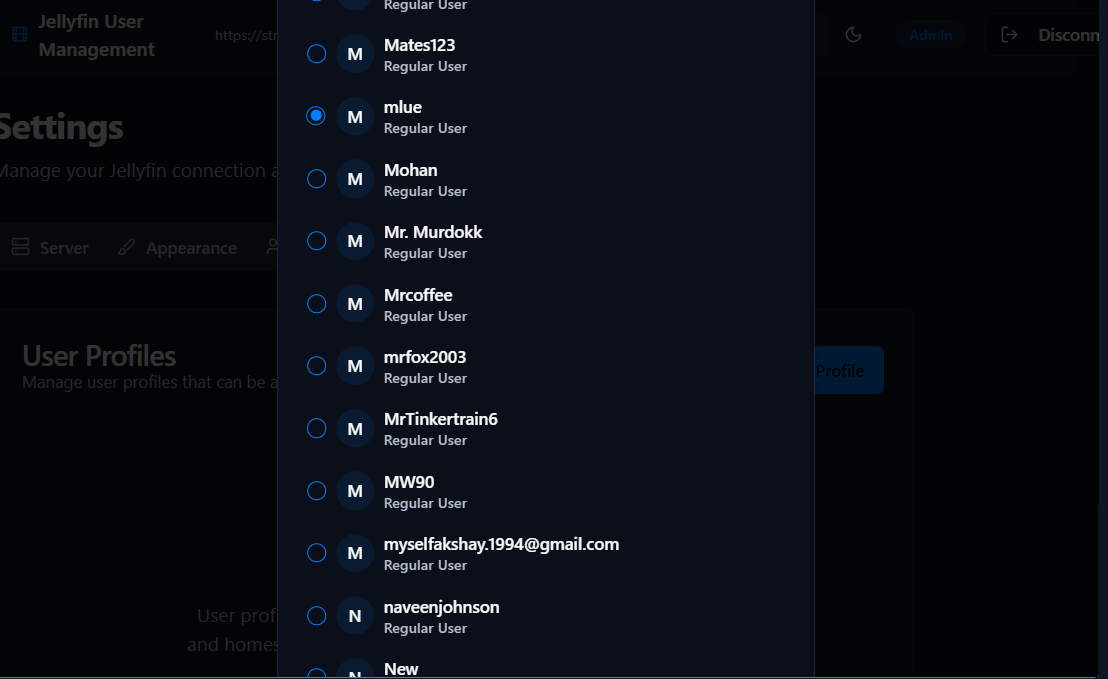 Jellyfin User
Management
https://str
Admin
Disconn
Settings
Manage your Jellyfin connection a
Server
Appearance
User Profiles
Manage user profiles that can be a
Profile
User prof
and homes
Regular User
M
Mates123
Regular User
M
mlue
Regular User
M
Mohan
Regular User
M
Mr. Murdokk
Regular User
M
Mrcoffee
Regular User
M
mrfox2003
Regular User
M
MrTinkertrain6
Regular User
M
MW90
Regular User
M
myselfakshay.1994@gmail.com
Regular User
N
naveenjohnson
Regular User
N
New